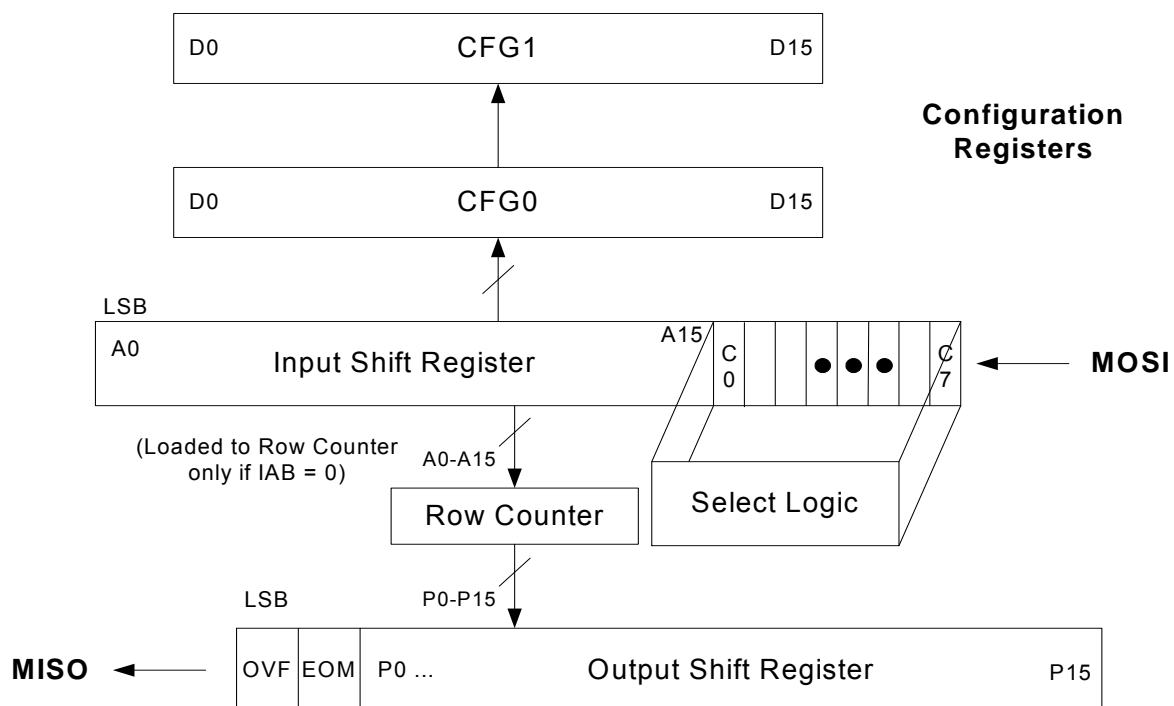 D0 CFG1 D15
Configuration
Registers
D0 CFG0 D15
LSB
A0 Input Shift Register A15 C0 C7 MOSI
(Loaded to Row Counter
only if IAB = 0)
A0-A15
Row Counter
Select Logic
P0-P15
LSB
MISO OVF EOM P0 ... Output Shift Register P15